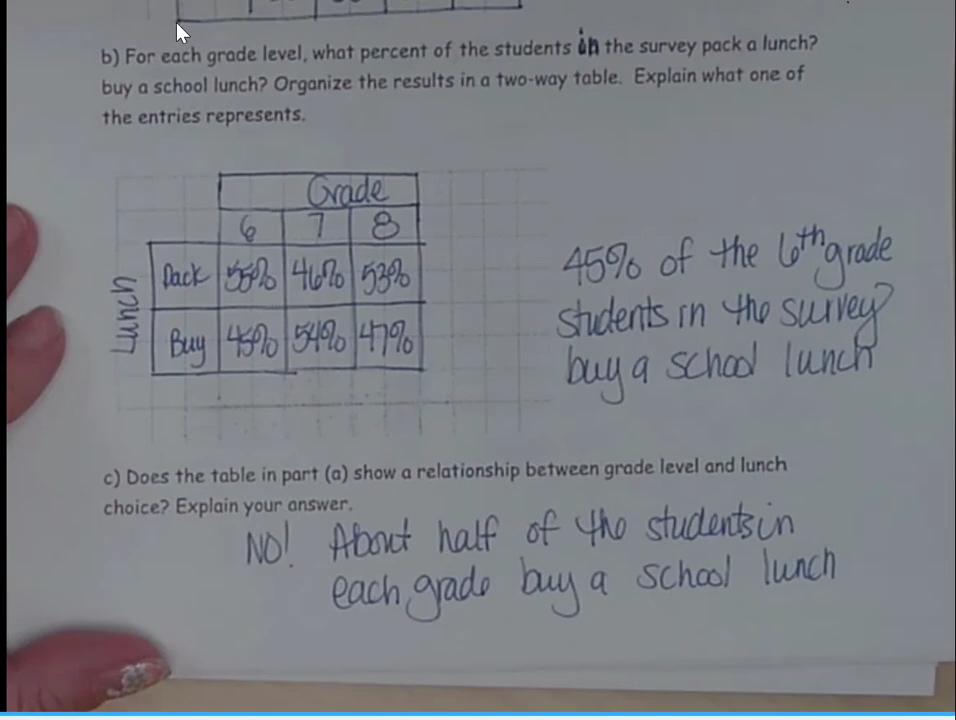 b) For each grade level, what percent of the students in the survey pack a lunch?
buy a school lunch? Organize the results in a two-way table. Explain what one of
the entries represents.
Grade
6 7 8
Lunch
Pack 55% 46% 53%
Buy 45% 54% 47%
45% of the 6th grade
students in the survey
buy a school lunch
c) Does the table in part (a) show a relationship between grade level and lunch
choice? Explain your answer.
NO! About half of the students in
each grade buy a school lunch